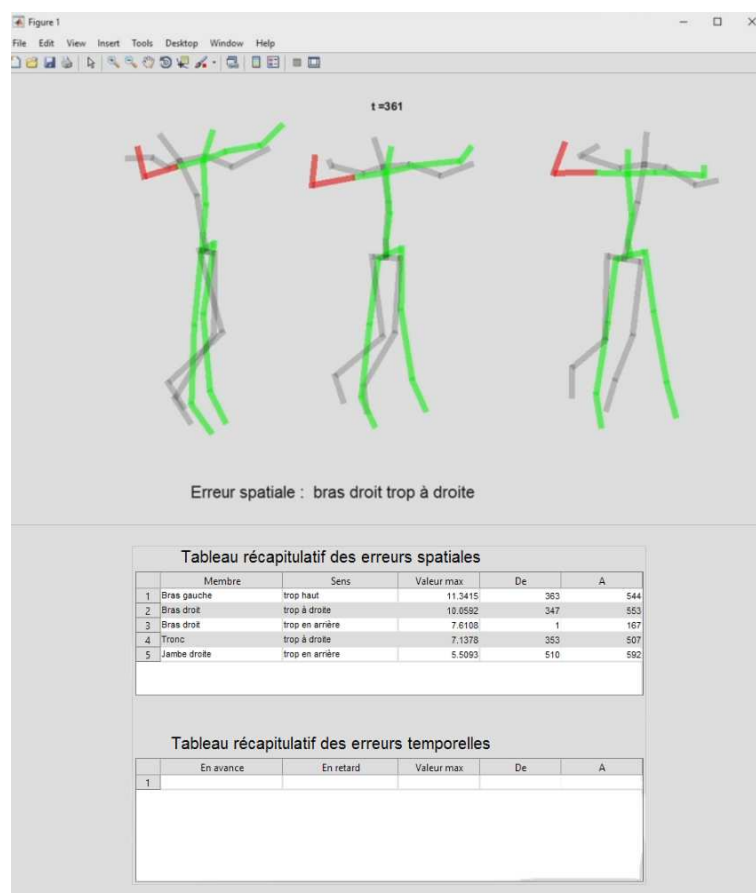 Figure 1
File Edit View Insert Tools Desktop Window Help
t =361
Erreur spatiale : bras droit trop à droite
Tableau récapitulatif des erreurs spatiales
Membre Sens Valeur max De A
1 Bras gauche trop haut 11.3415 363 544
2 Bras droit trop à droite 10.0592 347 553
3 Bras droit trop en arrière 7.6108 1 167
4 Tronc trop à droite 7.1378 353 507
5 Jambe droite trop en arrière 5.5093 510 592
Tableau récapitulatif des erreurs temporelles
En avance En retard Valeur max De A
1